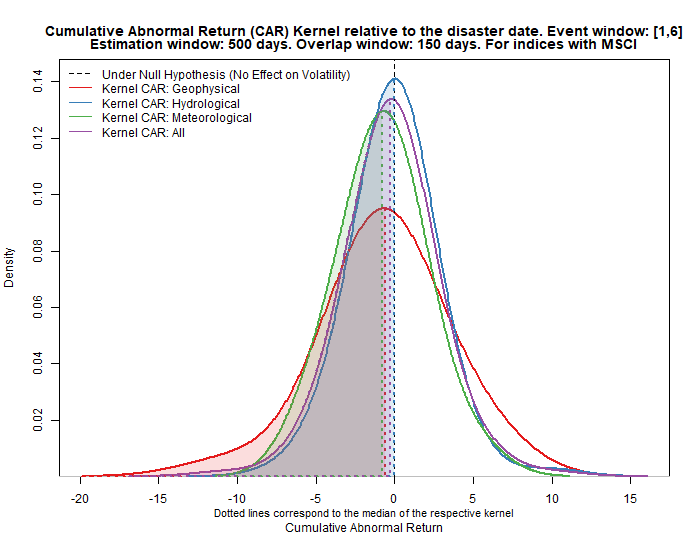 Cumulative Abnormal Return (CAR) Kernel relative to the disaster date. Event window: [1,6]
Estimation window: 500 days. Overlap window: 150 days. For indices with MSCI
Under Null Hypothesis (No Effect on Volatility)
Kernel CAR: Geophysical
Kernel CAR: Hydrological
Kernel CAR: Meteorological
Kernel CAR: All
0.14
0.12
0.10
0.08
0.06
0.04
0.02
Density
-20 -15 -10 -5 0 5 10 15
Dotted lines correspond to the median of the respective kernel
Cumulative Abnormal Return